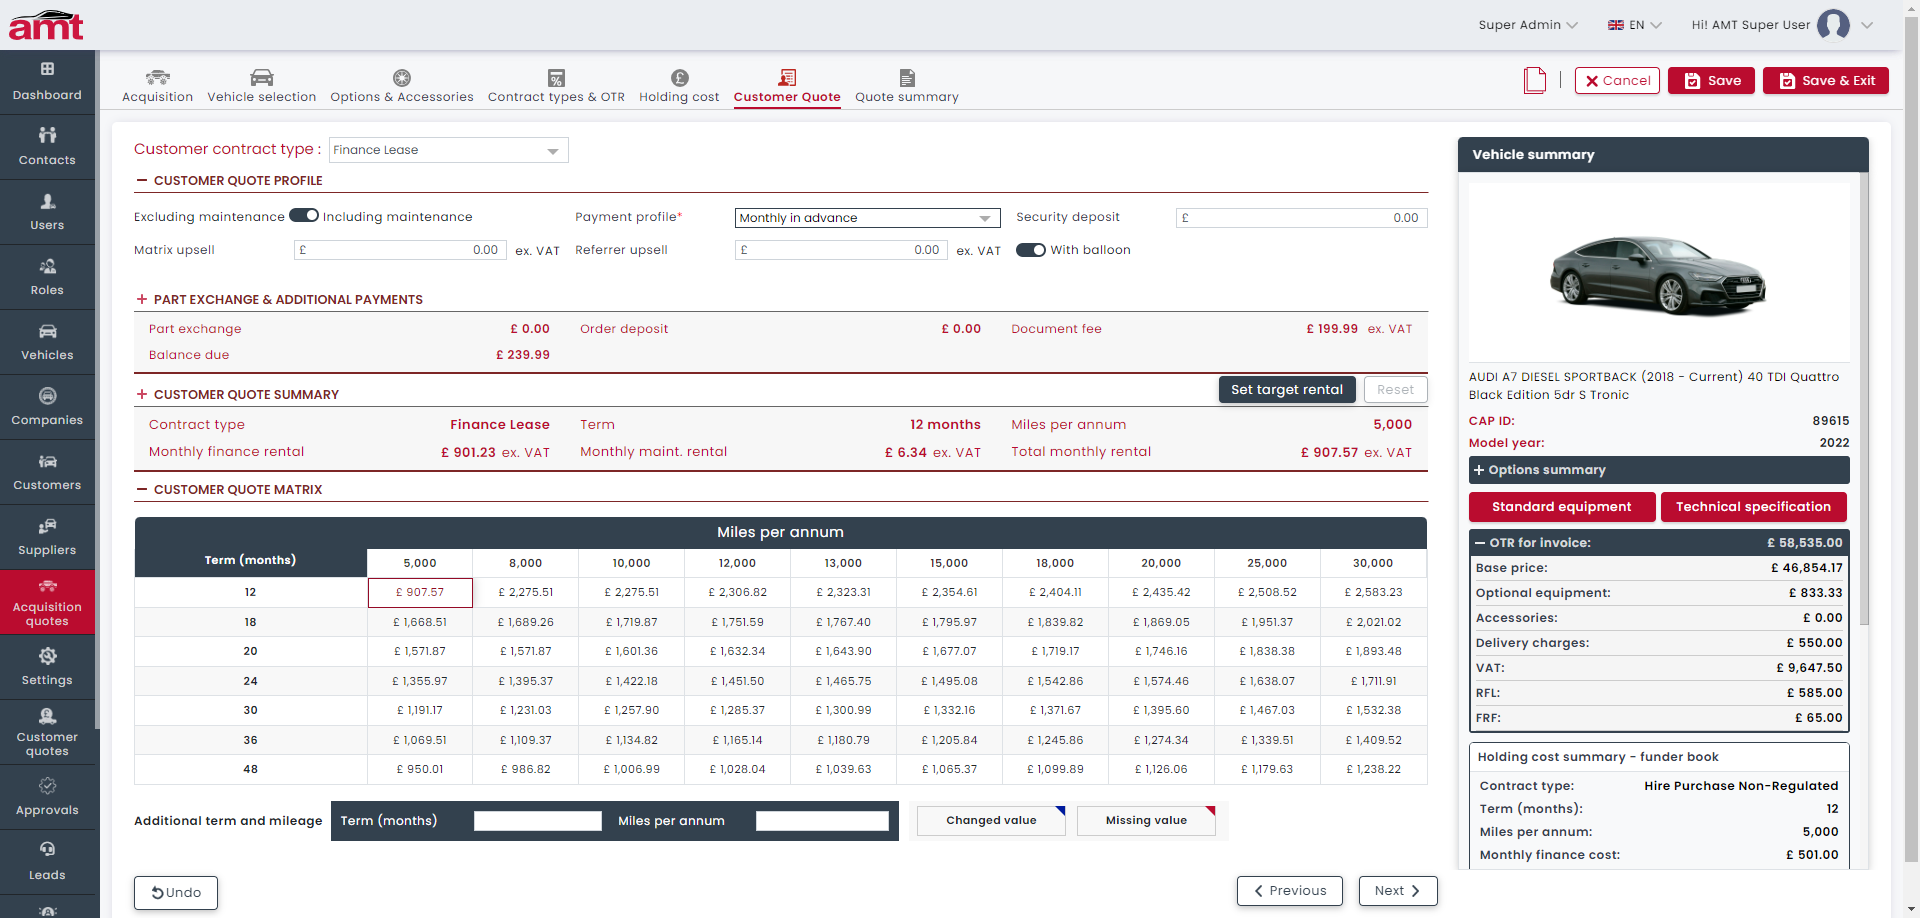 amt
Super Admin
EN
Hi! AMT Super User
Dashboard
Contacts
Users
Roles
Vehicles
Companies
Customers
Suppliers
Acquisition
quotes
Settings
Customer
quotes
Approvals
Leads
Acquisition
Vehicle selection
Options & Accessories
Contract types & OTR
Holding cost
Customer Quote
Quote summary
Cancel
Save
Save & Exit
Customer contract type : Finance Lease
CUSTOMER QUOTE PROFILE
Excluding maintenance Including maintenance Payment profile* Monthly in advance Security deposit £ 0.00
Matrix upsell £ 0.00 ex. VAT Referrer upsell £ 0.00 ex. VAT With balloon
PART EXCHANGE & ADDITIONAL PAYMENTS
Part exchange £ 0.00 Order deposit £ 0.00 Document fee £ 199.99 ex. VAT
Balance due £ 239.99
CUSTOMER QUOTE SUMMARY Set target rental Reset
Contract type Finance Lease Term 12 months Miles per annum 5,000
Monthly finance rental £ 901.23 ex. VAT Monthly maint. rental £ 6.34 ex. VAT Total monthly rental £ 907.57 ex. VAT
CUSTOMER QUOTE MATRIX
Miles per annum
Term (months) 5,000 8,000 10,000 12,000 13,000 15,000 18,000 20,000 25,000 30,000
12 £ 907.57 £ 2,275.51 £ 2,275.51 £ 2,306.82 £ 2,323.31 £ 2,354.61 £ 2,404.11 £ 2,435.42 £ 2,508.52 £ 2,583.23
18 £ 1,668.51 £ 1,689.26 £ 1,719.87 £ 1,751.59 £ 1,767.40 £ 1,795.97 £ 1,839.82 £ 1,869.05 £ 1,951.37 £ 2,021.02
20 £ 1,571.87 £ 1,571.87 £ 1,601.36 £ 1,632.34 £ 1,643.90 £ 1,677.07 £ 1,719.17 £ 1,746.16 £ 1,838.38 £ 1,893.48
24 £ 1,355.97 £ 1,395.37 £ 1,422.18 £ 1,451.50 £ 1,465.75 £ 1,495.08 £ 1,542.86 £ 1,574.46 £ 1,638.07 £ 1,711.91
30 £ 1,191.17 £ 1,231.03 £ 1,257.90 £ 1,285.37 £ 1,300.99 £ 1,332.16 £ 1,371.67 £ 1,395.60 £ 1,467.03 £ 1,532.38
36 £ 1,069.51 £ 1,109.37 £ 1,134.82 £ 1,165.14 £ 1,180.79 £ 1,205.84 £ 1,245.86 £ 1,274.34 £ 1,339.51 £ 1,409.52
48 £ 950.01 £ 986.82 £ 1,006.99 £ 1,028.04 £ 1,039.63 £ 1,065.37 £ 1,099.89 £ 1,126.06 £ 1,179.63 £ 1,238.22
Additional term and mileage Term (months) Miles per annum Changed value Missing value
Undo
Previous
Next
Vehicle summary
AUDI A7 DIESEL SPORTBACK (2018 - Current) 40 TDI Quattro
Black Edition 5dr S Tronic
CAP ID: 89615
Model year: 2022
Options summary
Standard equipment Technical specification
OTR for invoice: £ 58,535.00
Base price: £ 46,854.17
Optional equipment: £ 833.33
Accessories: £ 0.00
Delivery charges: £ 550.00
VAT: £ 9,647.50
RFL: £ 585.00
FRF: £ 65.00
Holding cost summary - funder book
Contract type: Hire Purchase Non-Regulated
Term (months): 12
Miles per annum: 5,000
Monthly finance cost: £ 501.00